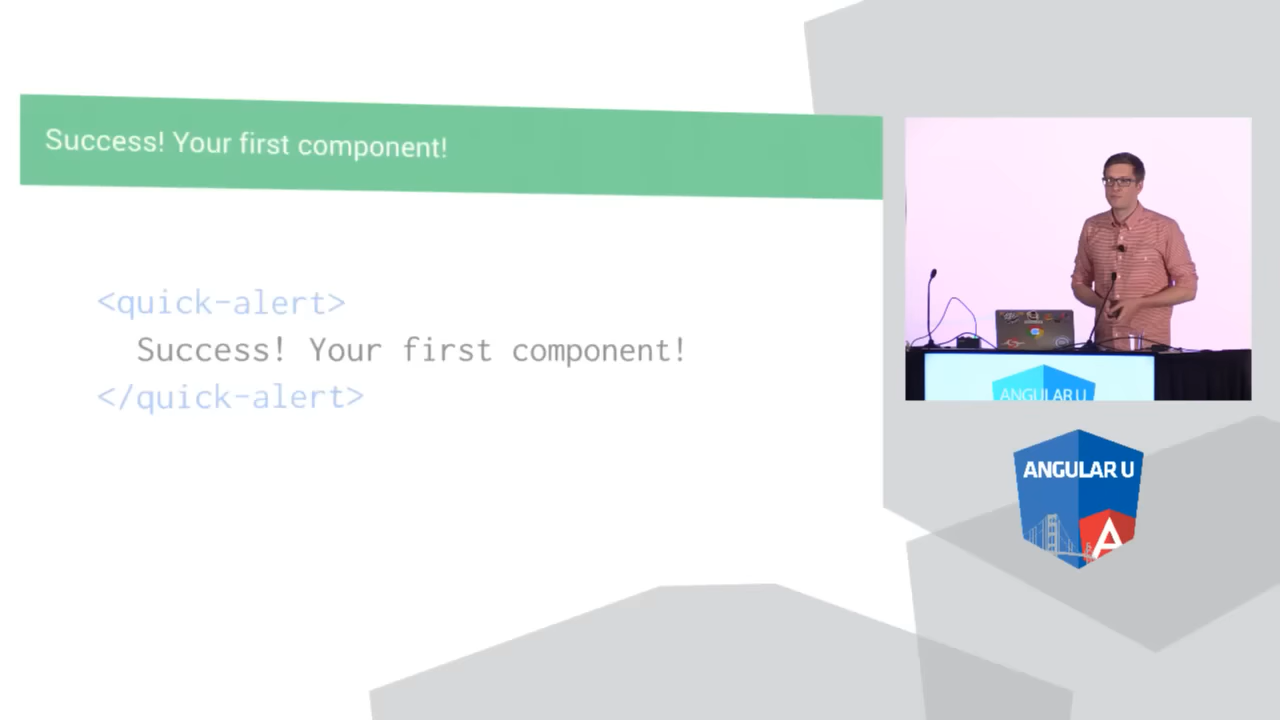 Success! Your first component!
<quick-alert>
Success! Your first component!
</quick-alert>
ANGULAR U
ANGULAR U
A